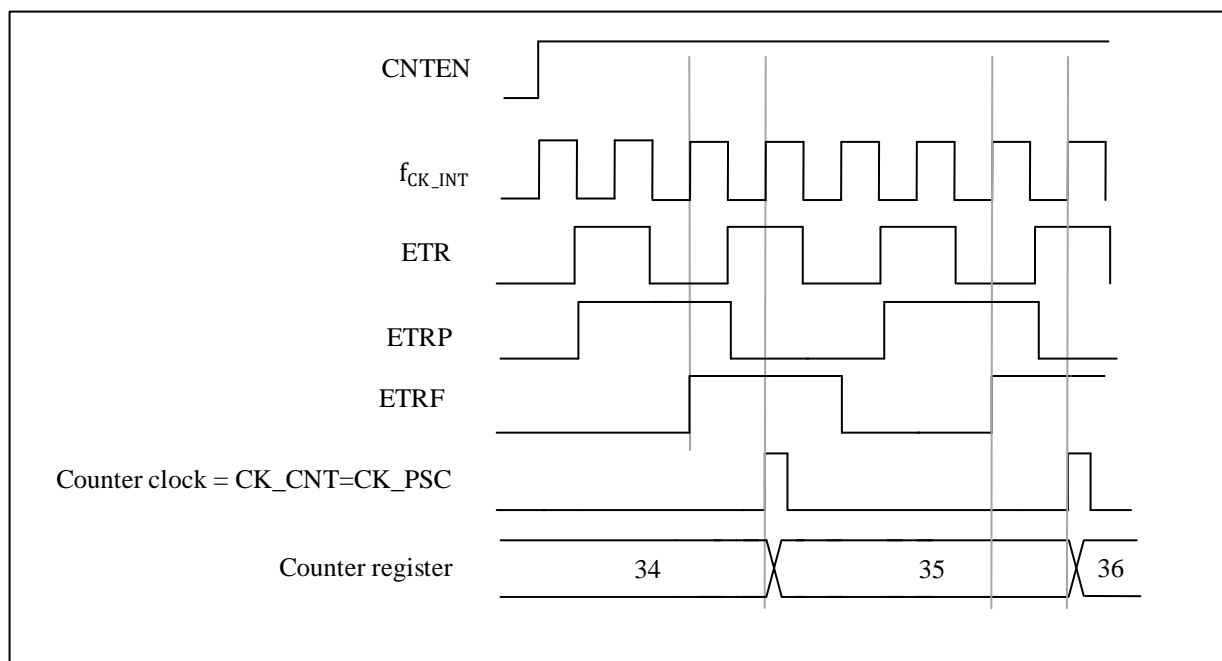 CNTEN
fCK_INT
ETR
ETRP
ETRF
Counter clock = CK_CNT=CK_PSC
Counter register
34
35
36